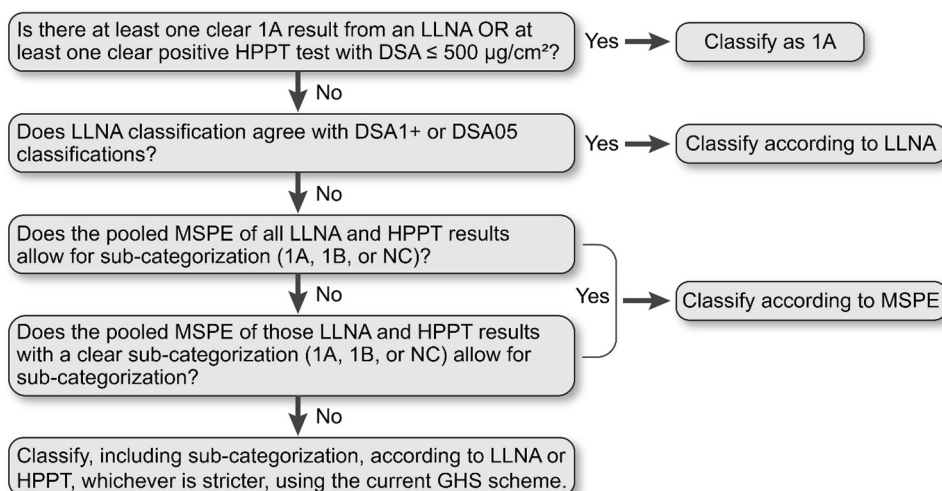 Is there at least one clear 1A result from an LLNA OR at
least one clear positive HPPT test with DSA ≤ 500 µg/cm²?
Yes
Classify as 1A
No
Does LLNA classification agree with DSA1+ or DSA05
classifications?
Yes
Classify according to LLNA
No
Does the pooled MSPE of all LLNA and HPPT results
allow for sub-categorization (1A, 1B, or NC)?
No
Yes
Classify according to MSPE
Does the pooled MSPE of those LLNA and HPPT results
with a clear sub-categorization (1A, 1B, or NC) allow for
sub-categorization?
No
Classify, including sub-categorization, according to LLNA or
HPPT, whichever is stricter, using the current GHS scheme.